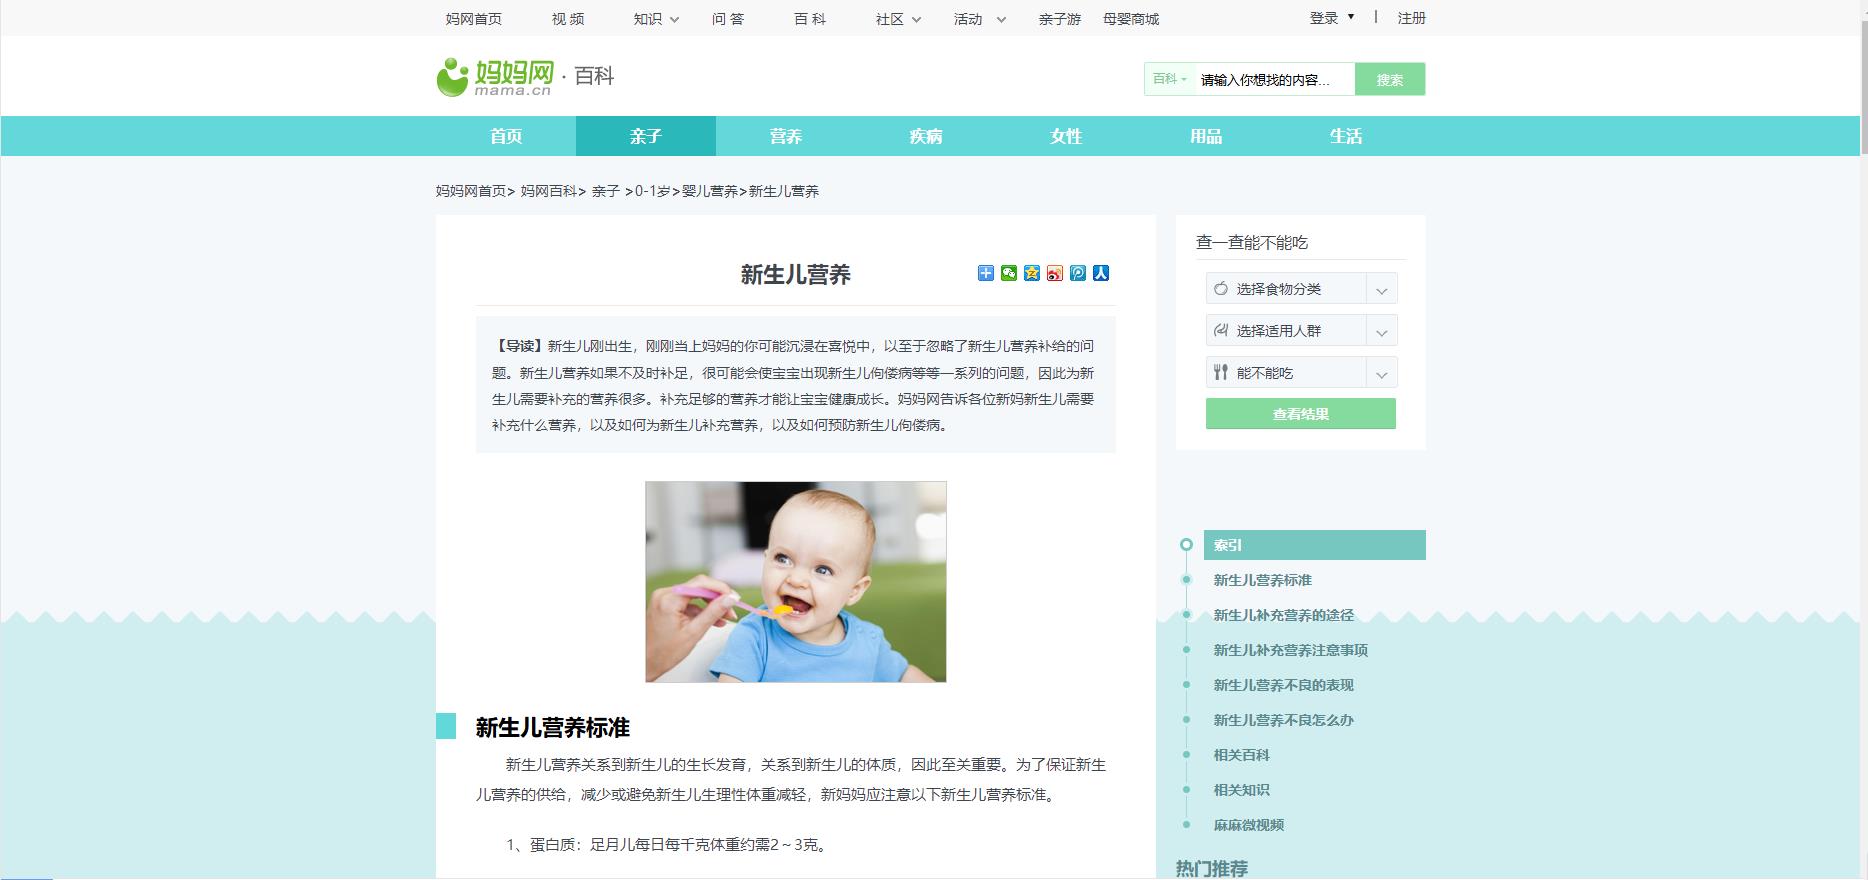 妈网首页 视 频 知识 问 答 百 科 社区 活动 亲子游 母婴商城 登录 注册
妈妈网 · 百科
mama.cn
百科 请输入你想找的内容... 搜索
首页 亲子 营养 疾病 女性 用品 生活
妈妈网首页> 妈网百科> 亲子 >0-1岁>婴儿营养>新生儿营养
新生儿营养
【导读】新生儿刚出生，刚刚当上妈妈的你可能沉浸在喜悦中，以至于忽略了新生儿营养补给的问
题。新生儿营养如果不及时补足，很可能会使宝宝出现新生儿佝偻病等等一系列的问题，因此为新
生儿需要补充的营养很多。补充足够的营养才能让宝宝健康成长。妈妈网告诉各位新妈新生儿需要
补充什么营养，以及如何为新生儿补充营养，以及如何预防新生儿佝偻病。
新生儿营养标准
新生儿营养关系到新生儿的生长发育，关系到新生儿的体质，因此至关重要。为了保证新生
儿营养的供给，减少或避免新生儿生理性体重减轻，新妈妈应注意以下新生儿营养标准。
1、蛋白质：足月儿每日每千克体重约需2～3克。
查一查能不能吃
选择食物分类
选择适用人群
能不能吃
查看结果
索引
新生儿营养标准
新生儿补充营养的途径
新生儿补充营养注意事项
新生儿营养不良的表现
新生儿营养不良怎么办
相关百科
相关知识
麻麻微视频
热门推荐